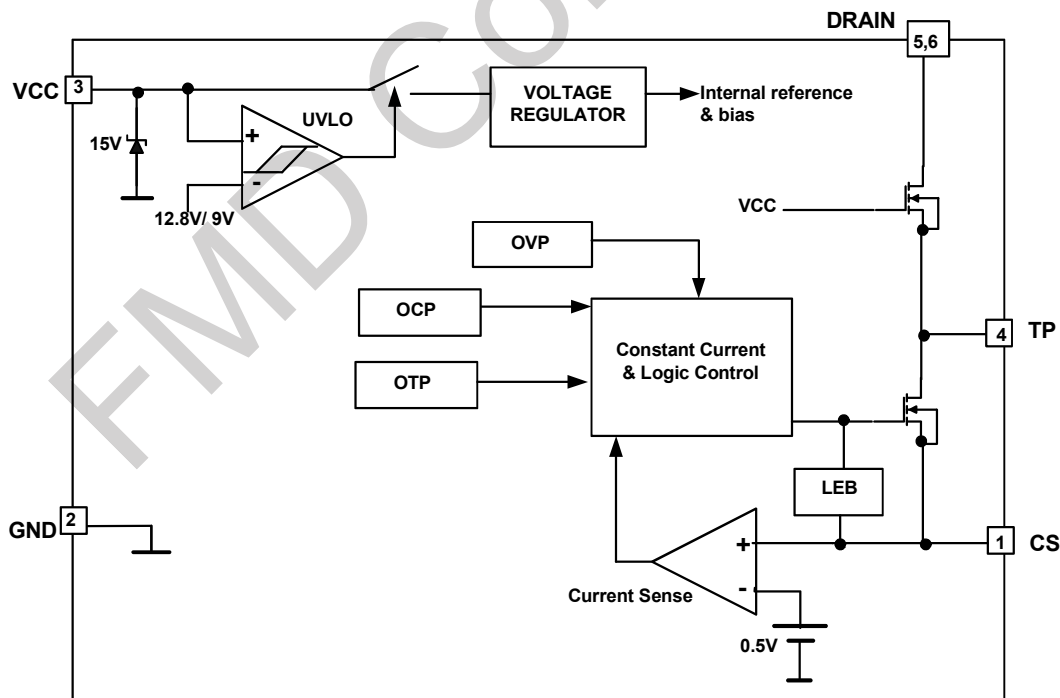 FMD Co
DRAIN
5,6
VCC
3
UVLO
15V
+
-
12.8V/ 9V
VOLTAGE
REGULATOR
Internal reference
& bias
VCC
OVP
OCP
OTP
Constant Current
& Logic Control
4
TP
LEB
GND
2
+
-
Current Sense
0.5V
1
CS